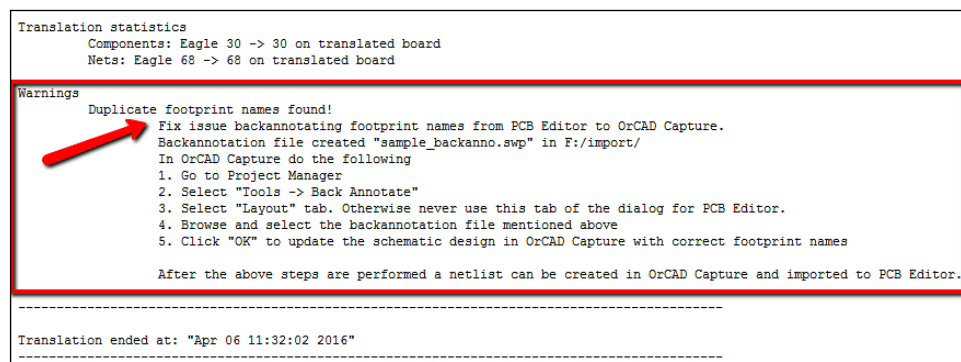 Translation statistics
Components: Eagle 30 -> 30 on translated board
Nets: Eagle 68 -> 68 on translated board
Warnings
Duplicate footprint names found!
Fix issue backannotating footprint names from PCB Editor to OrCAD Capture.
Backannotation file created "sample_backanno.swp" in F:/import/
In OrCAD Capture do the following
1. Go to Project Manager
2. Select "Tools -> Back Annotate"
3. Select "Layout" tab. Otherwise never use this tab of the dialog for PCB Editor.
4. Browse and select the backannotation file mentioned above
5. Click "OK" to update the schematic design in OrCAD Capture with correct footprint names
After the above steps are performed a netlist can be created in OrCAD Capture and imported to PCB Editor.
Translation ended at: "Apr 06 11:32:02 2016"